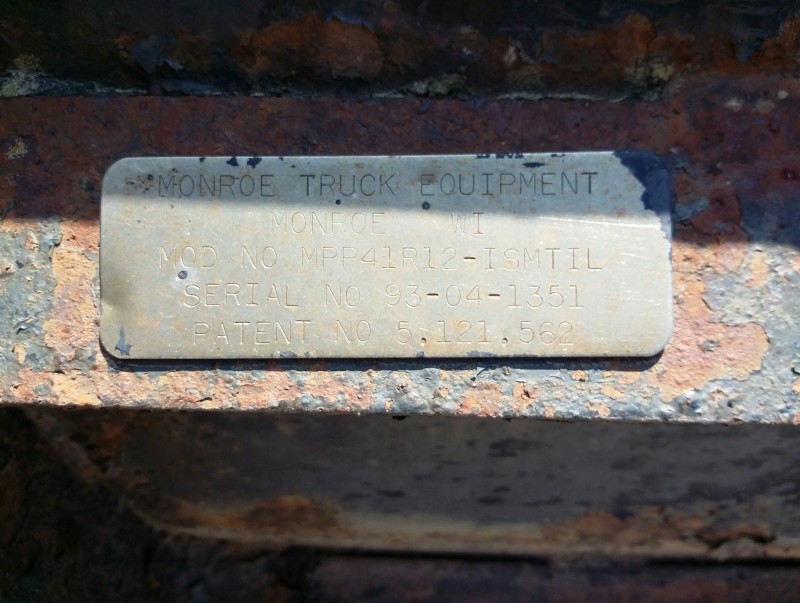 MONROE TRUCK EQUIPMENT
MONROE WI
MOD NO MPP41R12-ISMTIL
SERIAL NO 93-04-1351
PATENT NO 5,121,562